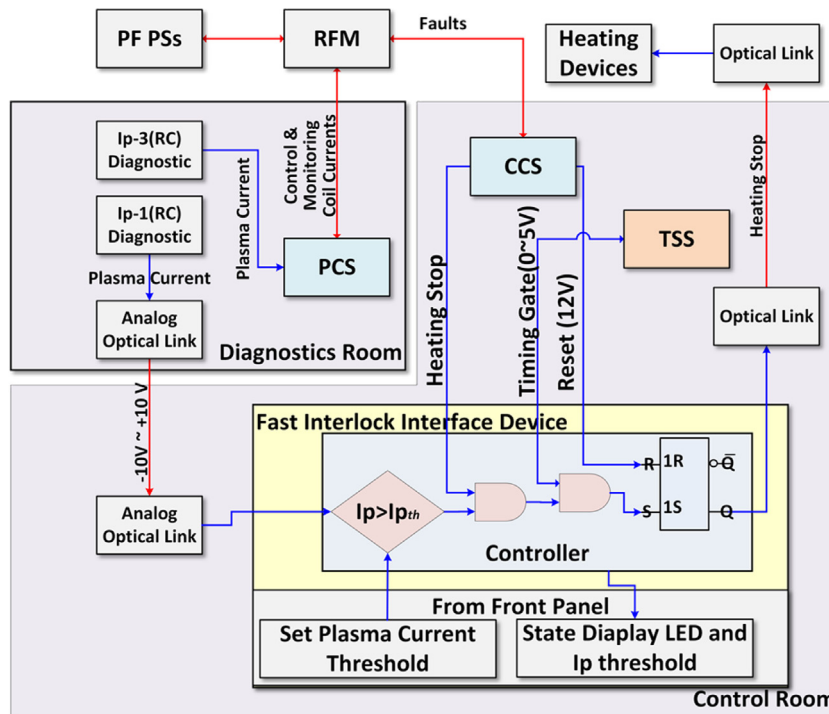 PF PSs
RFM
Faults
Heating
Devices
Optical Link
Ip-3(RC)
Diagnostic
Ip-1(RC)
Diagnostic
Plasma Current
Plasma Current
Control &
Monitoring
Coil Currents
PCS
CCS
TSS
Heating Stop
Analog
Optical Link
Diagnostics Room
Heating Stop
Timing Gate(0~5V)
Reset (12V)
Optical Link
-10V ~ +10 V
Fast Interlock Interface Device
Analog
Optical Link
Ip>Ipth
R
1R
Q̅
S
1S
Q
Controller
From Front Panel
Set Plasma Current
Threshold
State Diaplay LED and
Ip threshold
Control Room